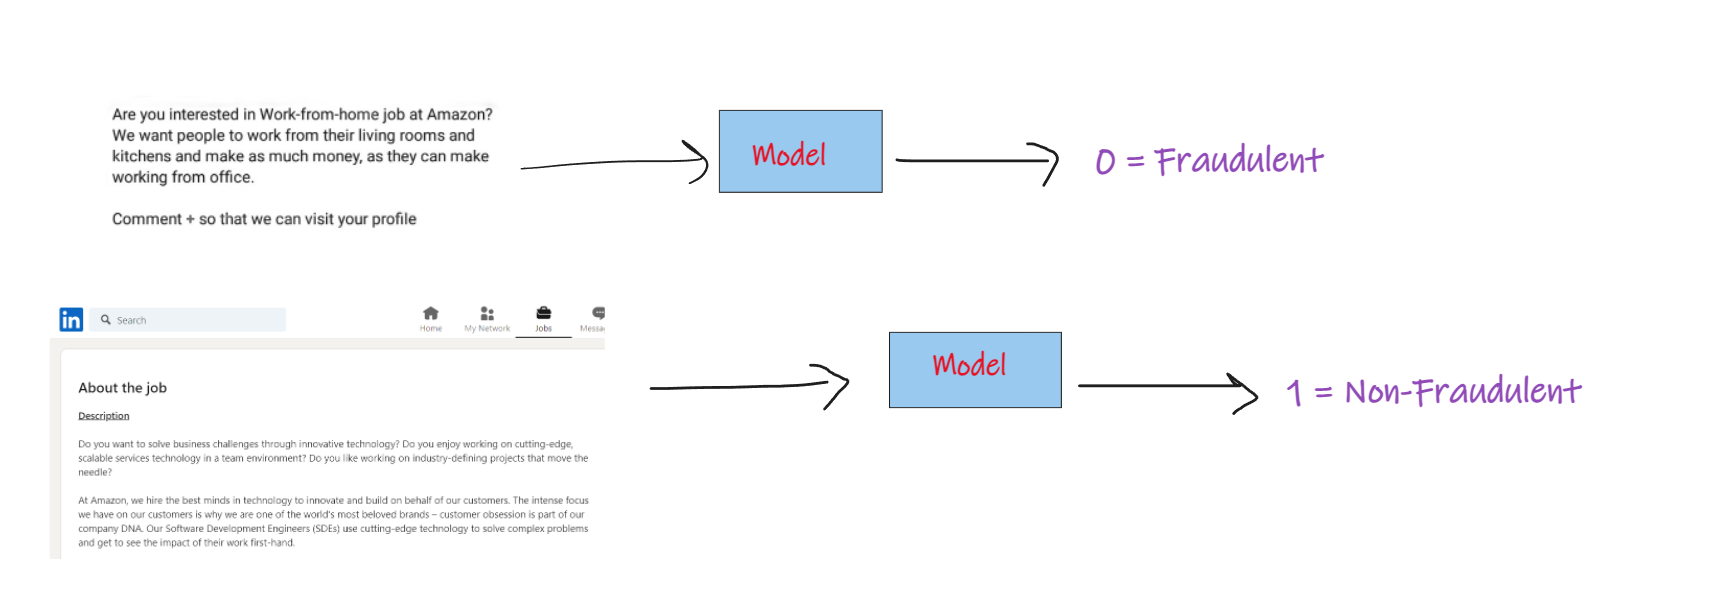 Are you interested in Work-from-home job at Amazon?
We want people to work from their living rooms and
kitchens and make as much money, as they can make
working from office.
Comment + so that we can visit your profile
Model
0 = Fraudulent
in
Search
Home
My Network
Jobs
Messa
About the job
Description
Do you want to solve business challenges through innovative technology? Do you enjoy working on cutting-edge,
scalable services technology in a team environment? Do you like working on industry-defining projects that move the
needle?
At Amazon, we hire the best minds in technology to innovate and build on behalf of our customers. The intense focus
we have on our customers is why we are one of the world's most beloved brands – customer obsession is part of our
company DNA. Our Software Development Engineers (SDEs) use cutting-edge technology to solve complex problems
and get to see the impact of their work first-hand.
Model
1 = Non-Fraudulent